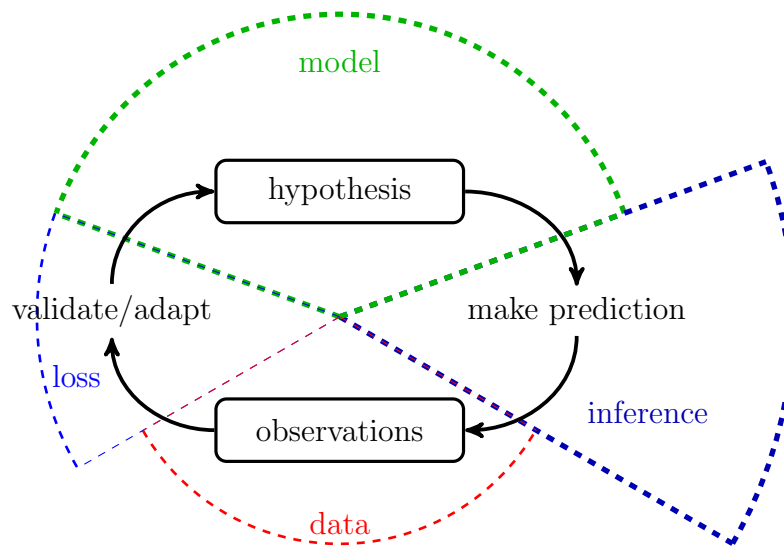 model
hypothesis
validate/adapt
make prediction
loss
inference
observations
data